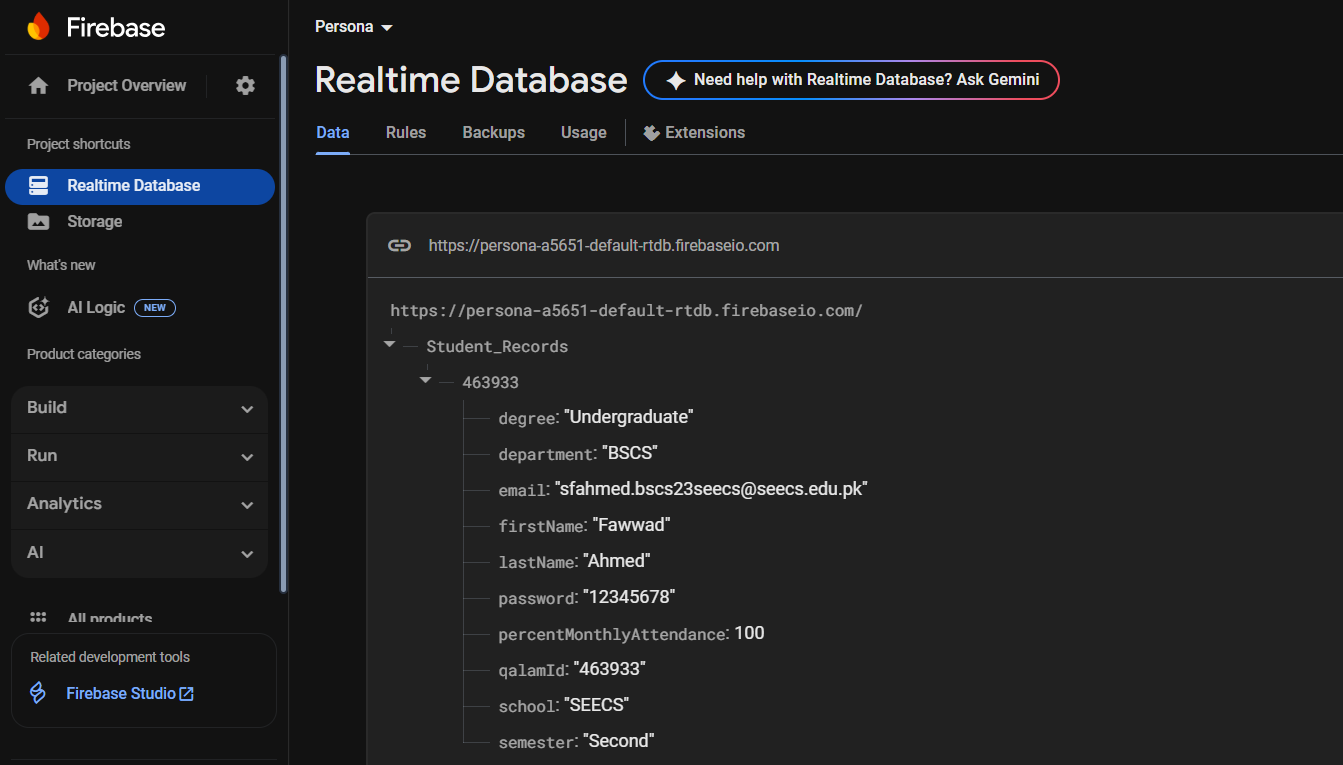 Firebase
Project Overview
Project shortcuts
Realtime Database
Storage
What's new
AI Logic NEW
Product categories
Build
Run
Analytics
AI
All products
Related development tools
Firebase Studio
Persona
Realtime Database
Need help with Realtime Database? Ask Gemini
Data Rules Backups Usage Extensions
https://persona-a5651-default-rtdb.firebaseio.com
https://persona-a5651-default-rtdb.firebaseio.com/
Student_Records
463933
degree: "Undergraduate"
department: "BSCS"
email: "sfahmed.bscs23seecs@seecs.edu.pk"
firstName: "Fawwad"
lastName: "Ahmed"
password: "12345678"
percentMonthlyAttendance: 100
qalamId: "463933"
school: "SEECS"
semester: "Second"